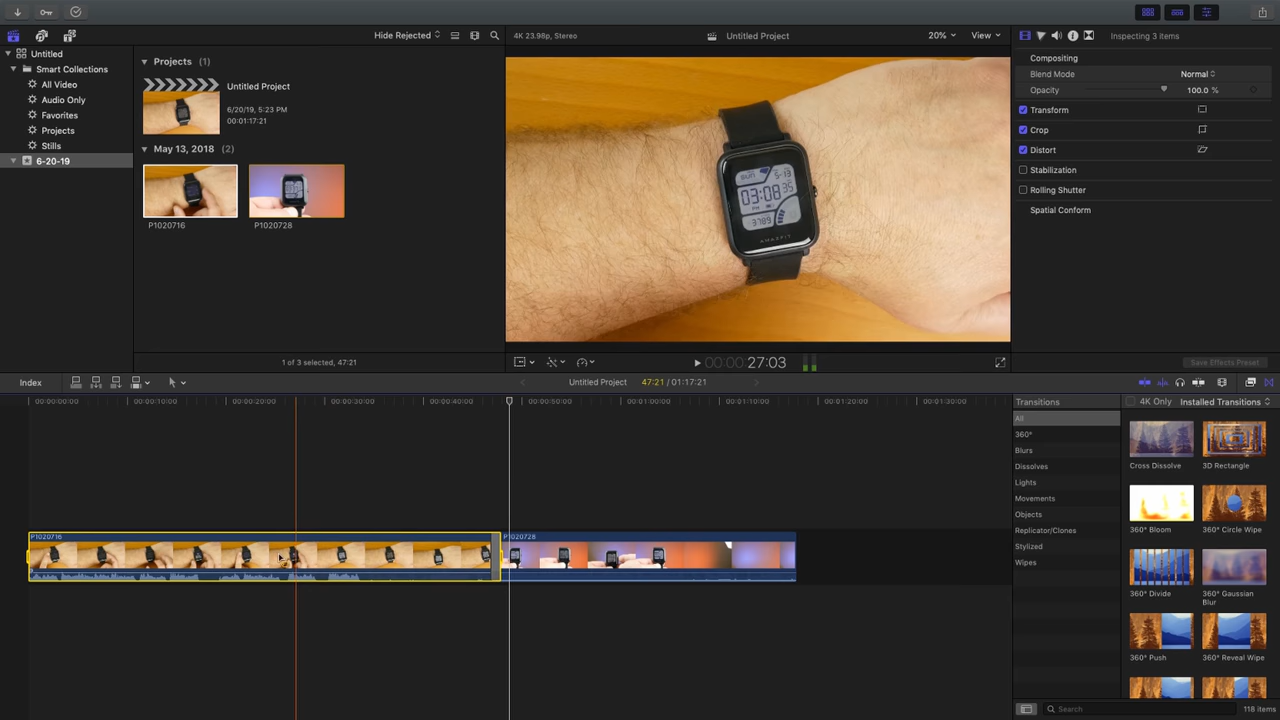 Hide Rejected
4K 23.98p, Stereo
Untitled Project
20%
View
Inspecting 3 items
Untitled
Smart Collections
All Video
Audio Only
Favorites
Projects
Stills
6-20-19
Projects (1)
Untitled Project
6/20/19, 5:23 PM
00:01:17:21
May 13, 2018 (2)
P1020716
P1020728
1 of 3 selected, 47:21
SUN 5-13
03:08 35
3789
AMAZFIT
00:00:27:03
Compositing
Blend Mode
Normal
Opacity
100.0 %
Transform
Crop
Distort
Stabilization
Rolling Shutter
Spatial Conform
Save Effects Preset
Index
Untitled Project
47:21 / 01:17:21
00:00:00:00
00:00:10:00
00:00:20:00
00:00:30:00
00:00:40:00
00:00:50:00
00:01:00:00
00:01:10:00
00:01:20:00
00:01:30:00
P1020716
P1020728
Transitions
4K Only
Installed Transitions
All
360°
Blurs
Dissolves
Lights
Movements
Objects
Replicator/Clones
Stylized
Wipes
Cross Dissolve
3D Rectangle
360° Bloom
360° Circle Wipe
360° Divide
360° Gaussian
Blur
360° Push
360° Reveal Wipe
Search
118 items